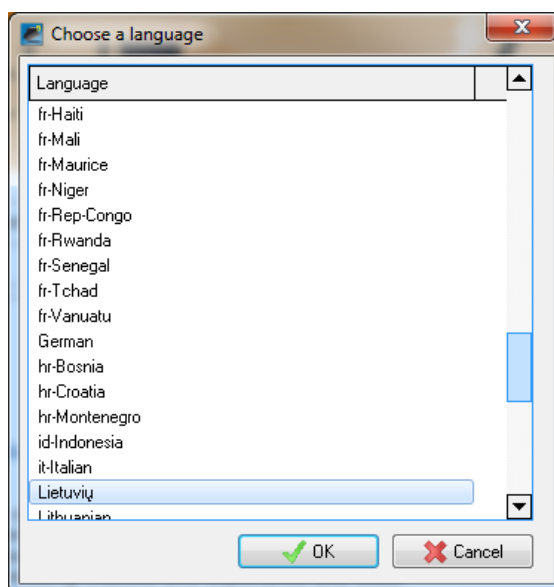 Choose a language
Language
fr-Haiti
fr-Mali
fr-Maurice
fr-Niger
fr-Rep-Congo
fr-Rwanda
fr-Senegal
fr-Tchad
fr-Vanuatu
German
hr-Bosnia
hr-Croatia
hr-Montenegro
id-Indonesia
it-Italian
Lietuvių
Lithuanian
OK
Cancel